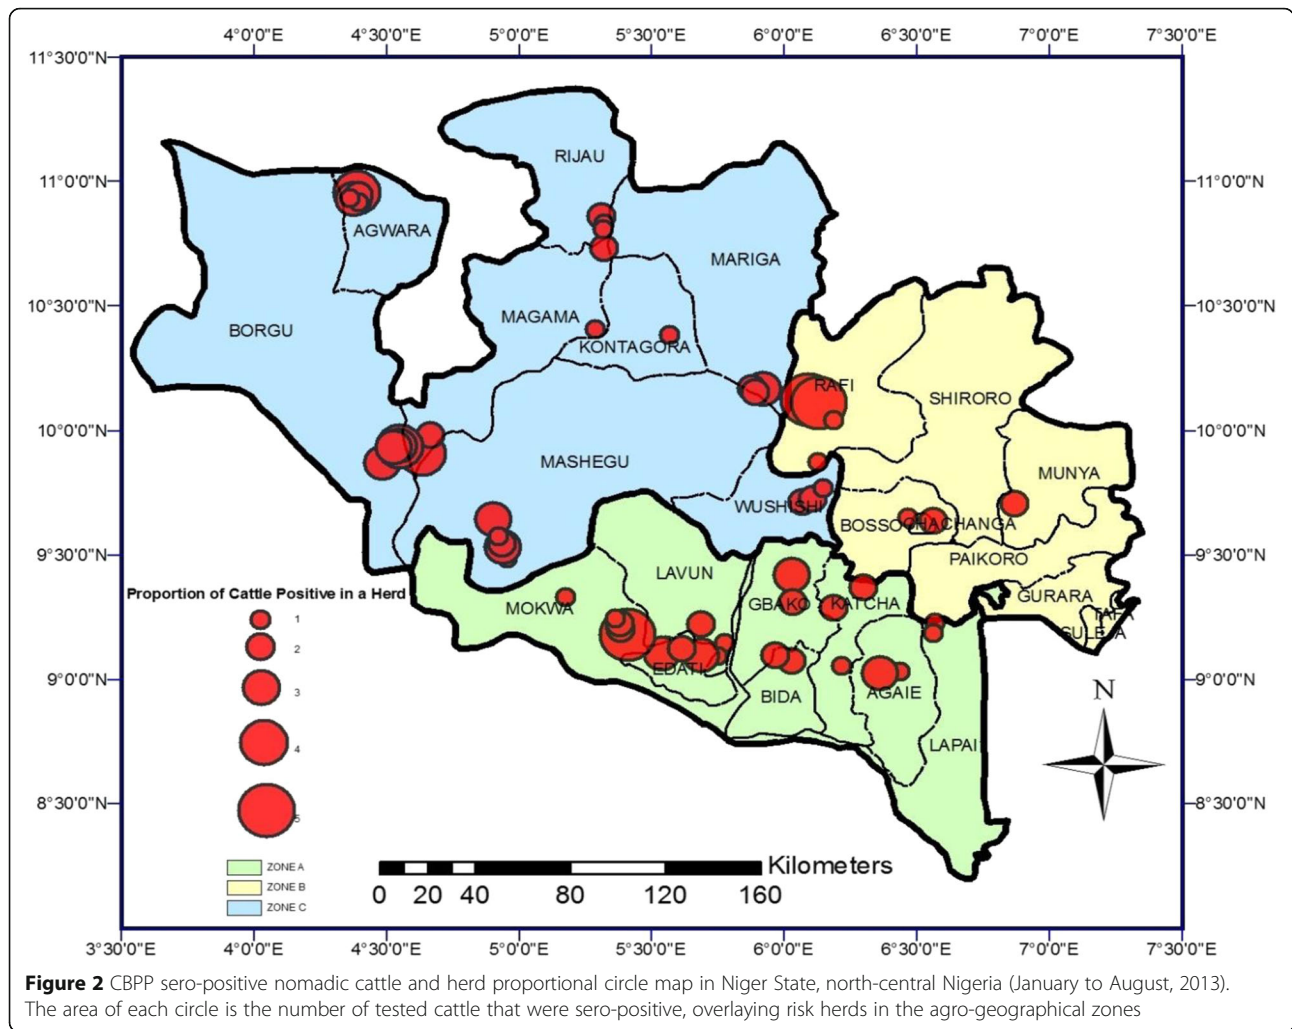 4°0'0"E 4°30'0"E 5°0'0"E 5°30'0"E 6°0'0"E 6°30'0"E 7°0'0"E 7°30'0"E
11°30'0"N
RIJAU
11°0'0"N 11°0'0"N
AGWARA
MARIGA
10°30'0"N 10°30'0"N
MAGAMA
BORGU
KONTAGORA
RAFI
SHIRORO
10°0'0"N 10°0'0"N
MASHEGU
MUNYA
WUSHISHI
BOSSO CHACHANGA
9°30'0"N 9°30'0"N
PAIKORO
LAVUN
Proportion of Cattle Positive in a Herd
GURARA
MOKWA
GBAKO KATCHA
TAFA
1
SULEJA
2
9°0'0"N 9°0'0"N
EDATI
3
BIDA
AGAIE
N
4
LAPAI
8°30'0"N 8°30'0"N
5
ZONE A
ZONE B
ZONE C
Kilometers
0 20 40 80 120 160
3°30'0"E 4°0'0"E 4°30'0"E 5°0'0"E 5°30'0"E 6°0'0"E 6°30'0"E 7°0'0"E 7°30'0"E
Figure 2 CBPP sero-positive nomadic cattle and herd proportional circle map in Niger State, north-central Nigeria (January to August, 2013).
The area of each circle is the number of tested cattle that were sero-positive, overlaying risk herds in the agro-geographical zones